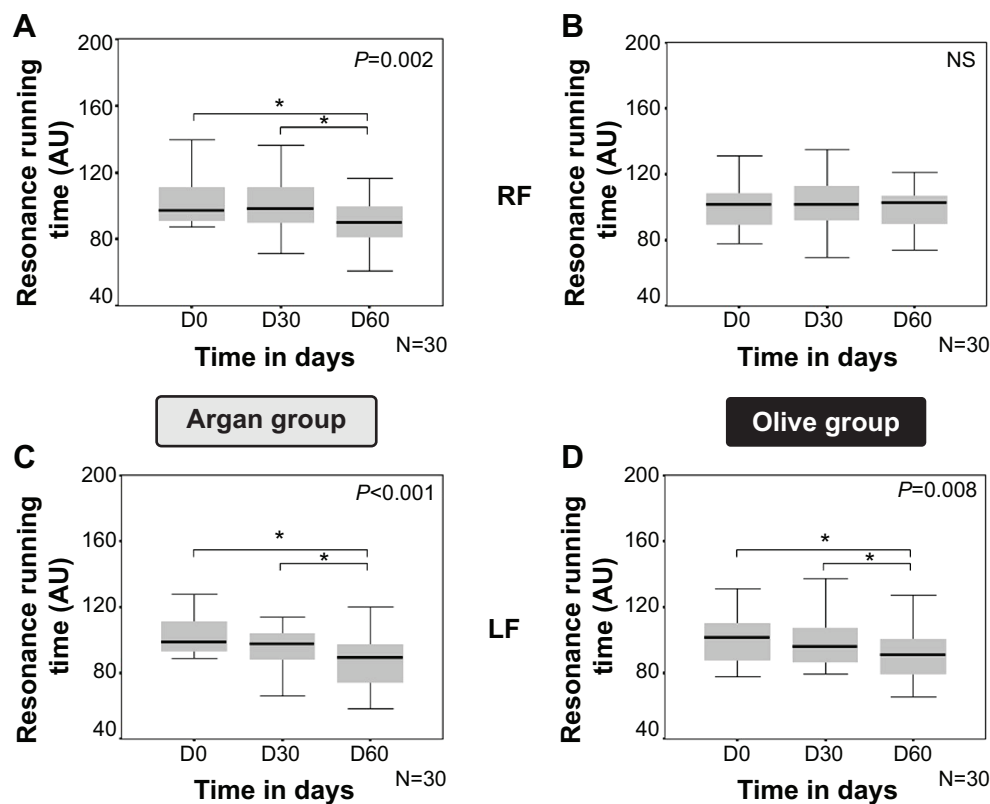 A
Resonance running
time (AU)
200
160
120
80
40
P=0.002
*
*
D0 D30 D60
Time in days
N=30
RF
B
Resonance running
time (AU)
200
160
120
80
40
NS
D0 D30 D60
Time in days
N=30
Argan group
Olive group
C
Resonance running
time (AU)
200
160
120
80
40
P<0.001
*
*
D0 D30 D60
Time in days
N=30
LF
D
Resonance running
time (AU)
200
160
120
80
40
P=0.008
*
*
D0 D30 D60
Time in days
N=30